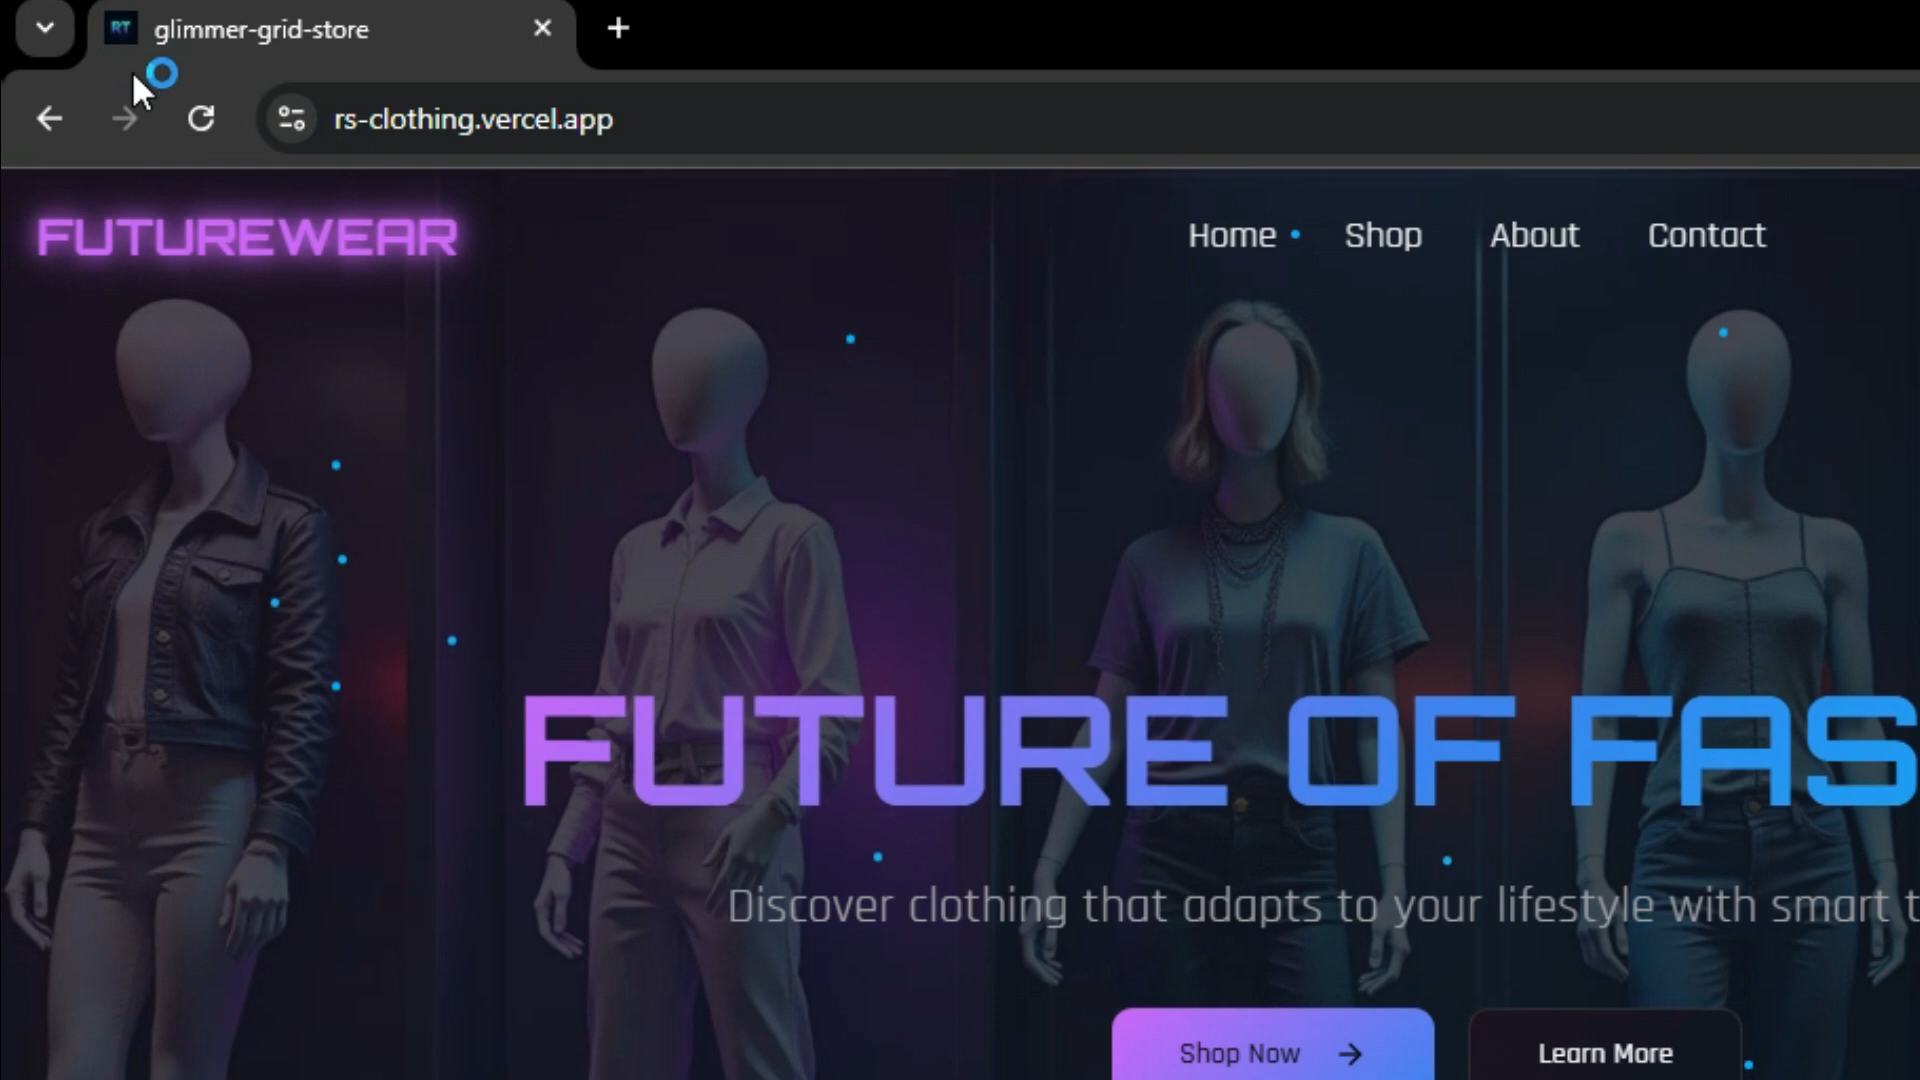 RT glimmer-grid-store
rs-clothing.vercel.app
FUTUREWEAR
Home Shop About Contact
FUTURE OF FAS
Discover clothing that adapts to your lifestyle with smart t
Shop Now
Learn More